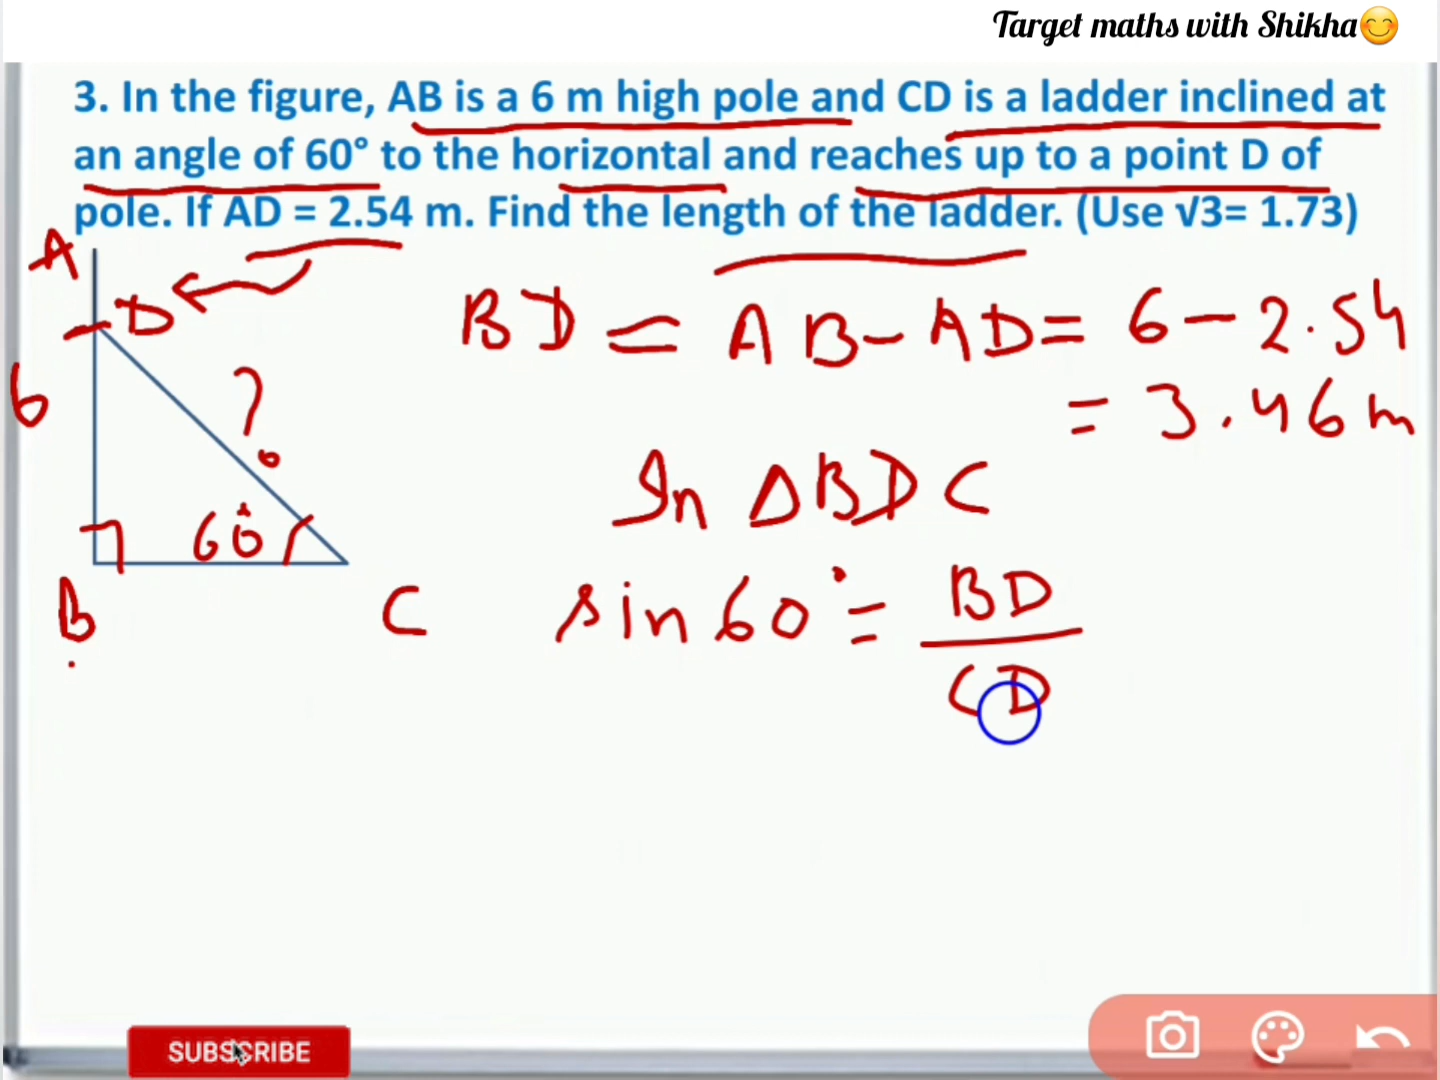 Target maths with Shikha😊
3. In the figure, AB is a 6 m high pole and CD is a ladder inclined at
an angle of 60° to the horizontal and reaches up to a point D of
pole. If AD = 2.54 m. Find the length of the ladder. (Use √3= 1.73)
A
D
BD = AB-AD= 6-2.54
6
?
= 3.46m
In ΔBDC
60°
B
C
sin60°= BD
CD
SUBSCRIBE